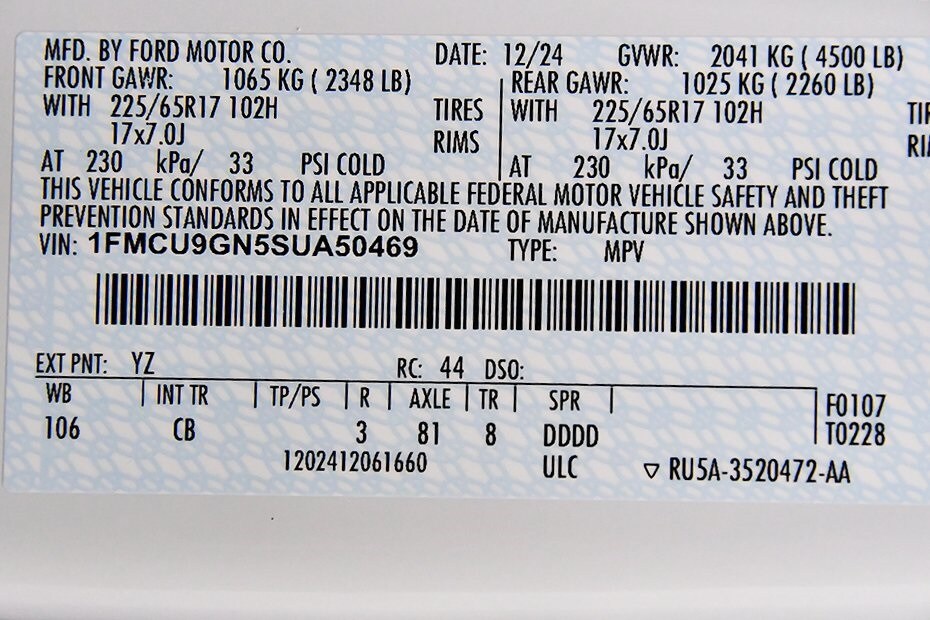 MFD. BY FORD MOTOR CO. DATE: 12/24 GVWR: 2041 KG ( 4500 LB)
FRONT GAWR: 1065 KG ( 2348 LB) REAR GAWR: 1025 KG ( 2260 LB)
WITH 225/65R17 102H TIRES WITH 225/65R17 102H TIR
17x7.0J RIMS 17x7.0J RI
AT 230 kPa/ 33 PSI COLD AT 230 kPa/ 33 PSI COLD
THIS VEHICLE CONFORMS TO ALL APPLICABLE FEDERAL MOTOR VEHICLE SAFETY AND THEFT
PREVENTION STANDARDS IN EFFECT ON THE DATE OF MANUFACTURE SHOWN ABOVE.
VIN: 1FMCU9GN5SUA50469 TYPE: MPV
EXT PNT: YZ RC: 44 DSO:
WB INT TR TP/PS R AXLE TR SPR F0107
106 CB 3 81 8 DDDD T0228
1202412061660 ULC ▽ RU5A-3520472-AA